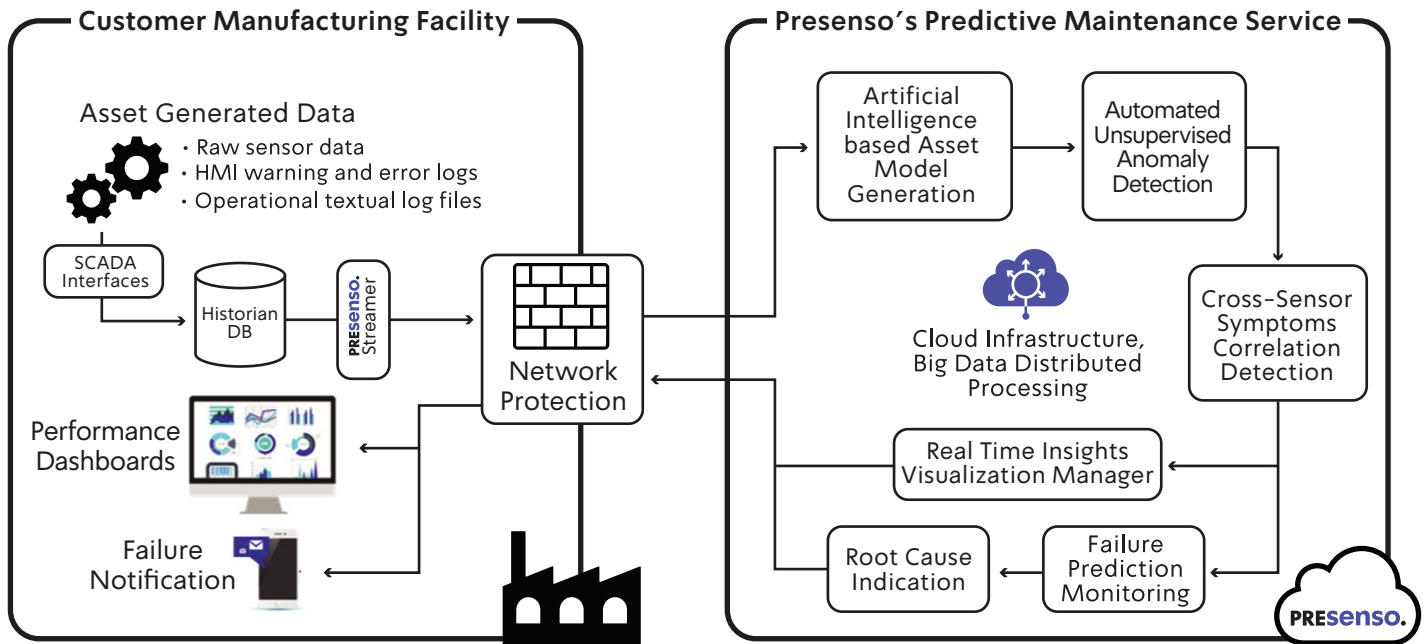 Customer Manufacturing Facility
Asset Generated Data
· Raw sensor data
· HMI warning and error logs
· Operational textual log files
SCADA
Interfaces
Historian
DB
PRESenso.
Streamer
Network
Protection
Performance
Dashboards
Failure
Notification
Presenso’s Predictive Maintenance Service
Artificial
Intelligence
based Asset
Model
Generation
Automated
Unsupervised
Anomaly
Detection
Cross-Sensor
Symptoms
Correlation
Detection
Cloud Infrastructure,
Big Data Distributed
Processing
Real Time Insights
Visualization Manager
Failure
Prediction
Monitoring
Root Cause
Indication
PRESenso.